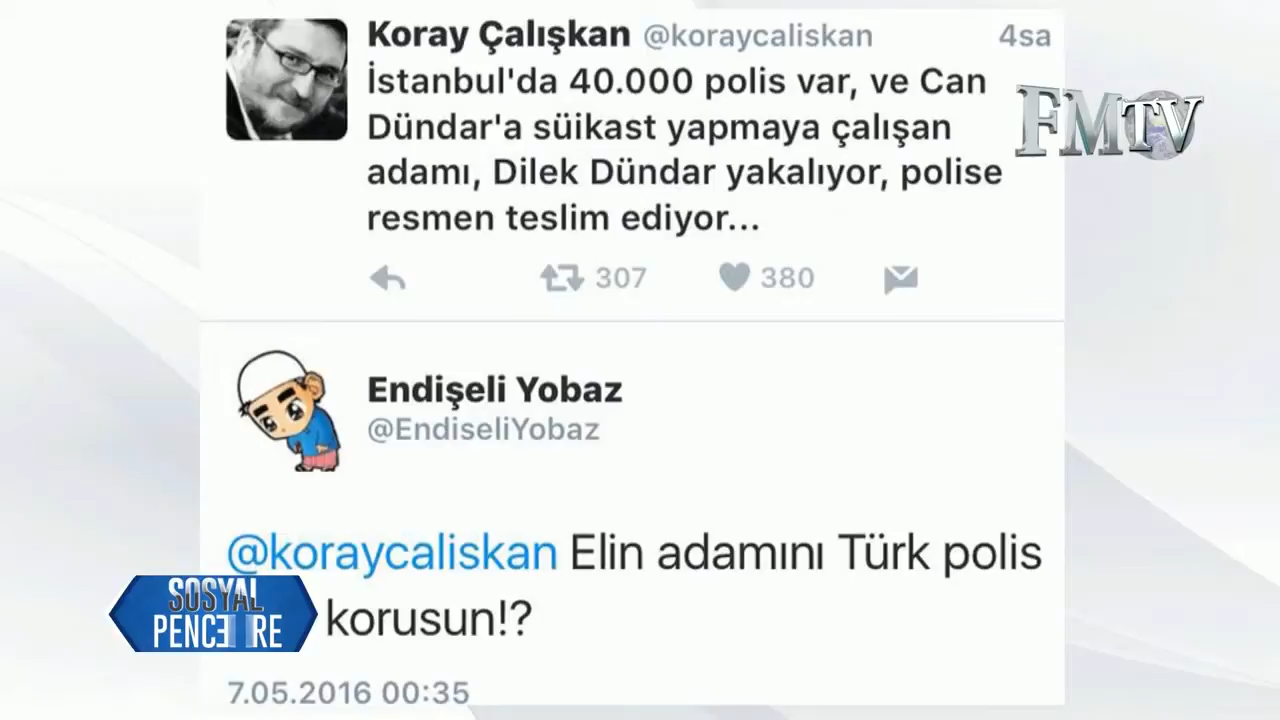 Koray Çalışkan @koraycaliskan 4sa
İstanbul'da 40.000 polis var, ve Can
Dündar'a süikast yapmaya çalışan
adamı, Dilek Dündar yakalıyor, polise
resmen teslim ediyor...
307 380
FMTV
Endişeli Yobaz
@EndiseliYobaz
@koraycaliskan Elin adamını Türk polis
korusun!?
SOSYAL
PENCERE
7.05.2016 00:35